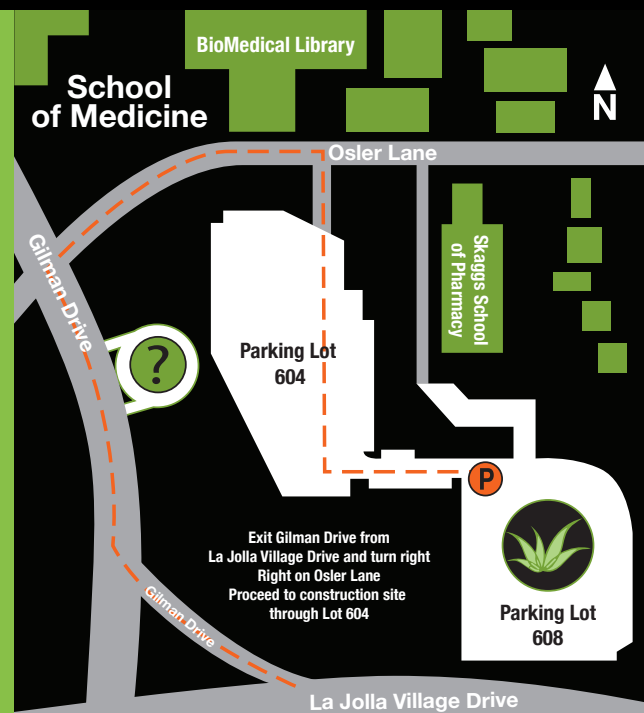 BioMedical Library
School
of Medicine
N
Osler Lane
Gilman Drive
Skaggs School
of Pharmacy
?
Parking Lot
604
P
Exit Gilman Drive from
La Jolla Village Drive and turn right
Right on Osler Lane
Proceed to construction site
through Lot 604
Parking Lot
608
Gilman Drive
La Jolla Village Drive